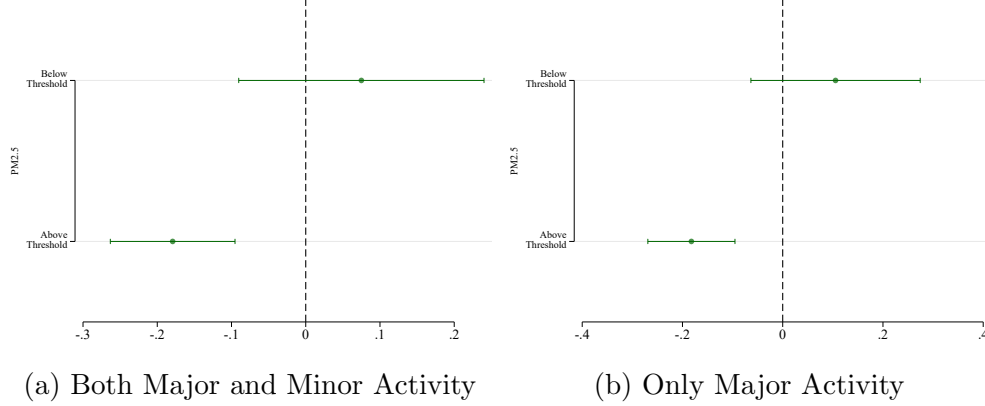 Below
Threshold
PM2.5
Above
Threshold
-.3 -.2 -.1 0 .1 .2
(a) Both Major and Minor Activity
Below
Threshold
PM2.5
Above
Threshold
-.4 -.2 0 .2 .4
(b) Only Major Activity